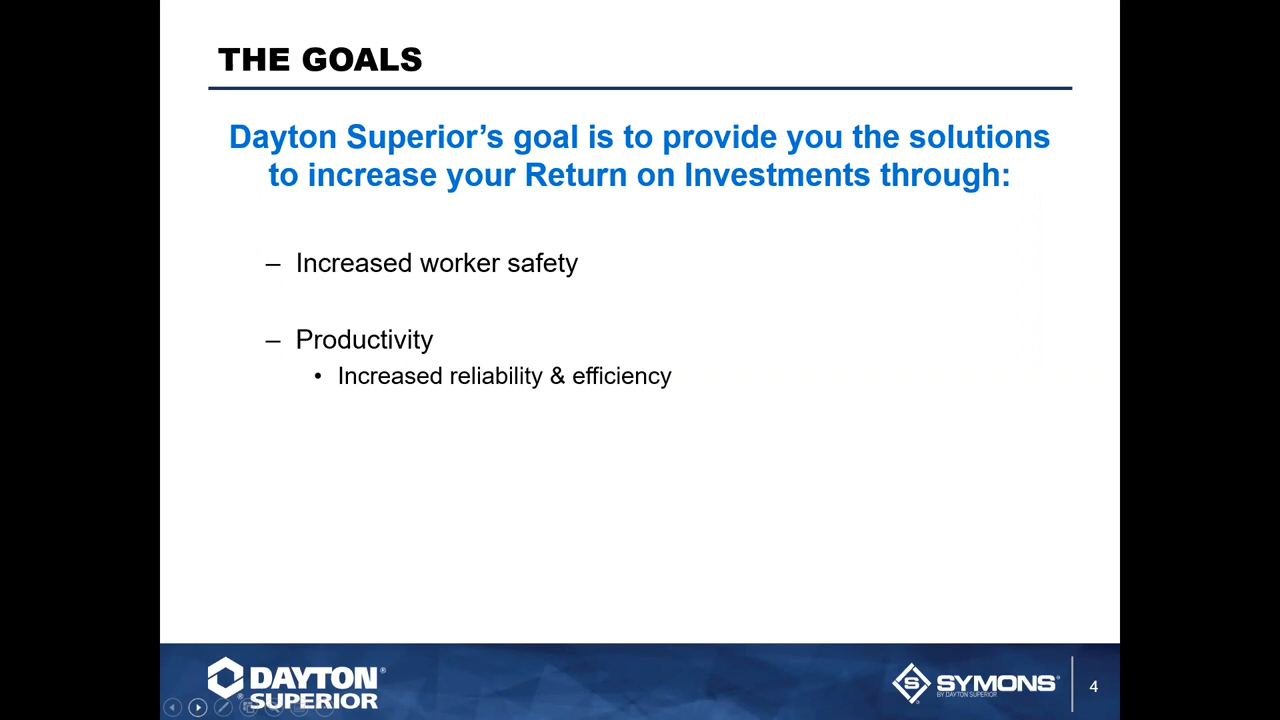 THE GOALS
Dayton Superior’s goal is to provide you the solutions
to increase your Return on Investments through:
– Increased worker safety
– Productivity
• Increased reliability & efficiency
DAYTON®
®SUPERIOR
SYMONS®
BY DAYTON SUPERIOR
4